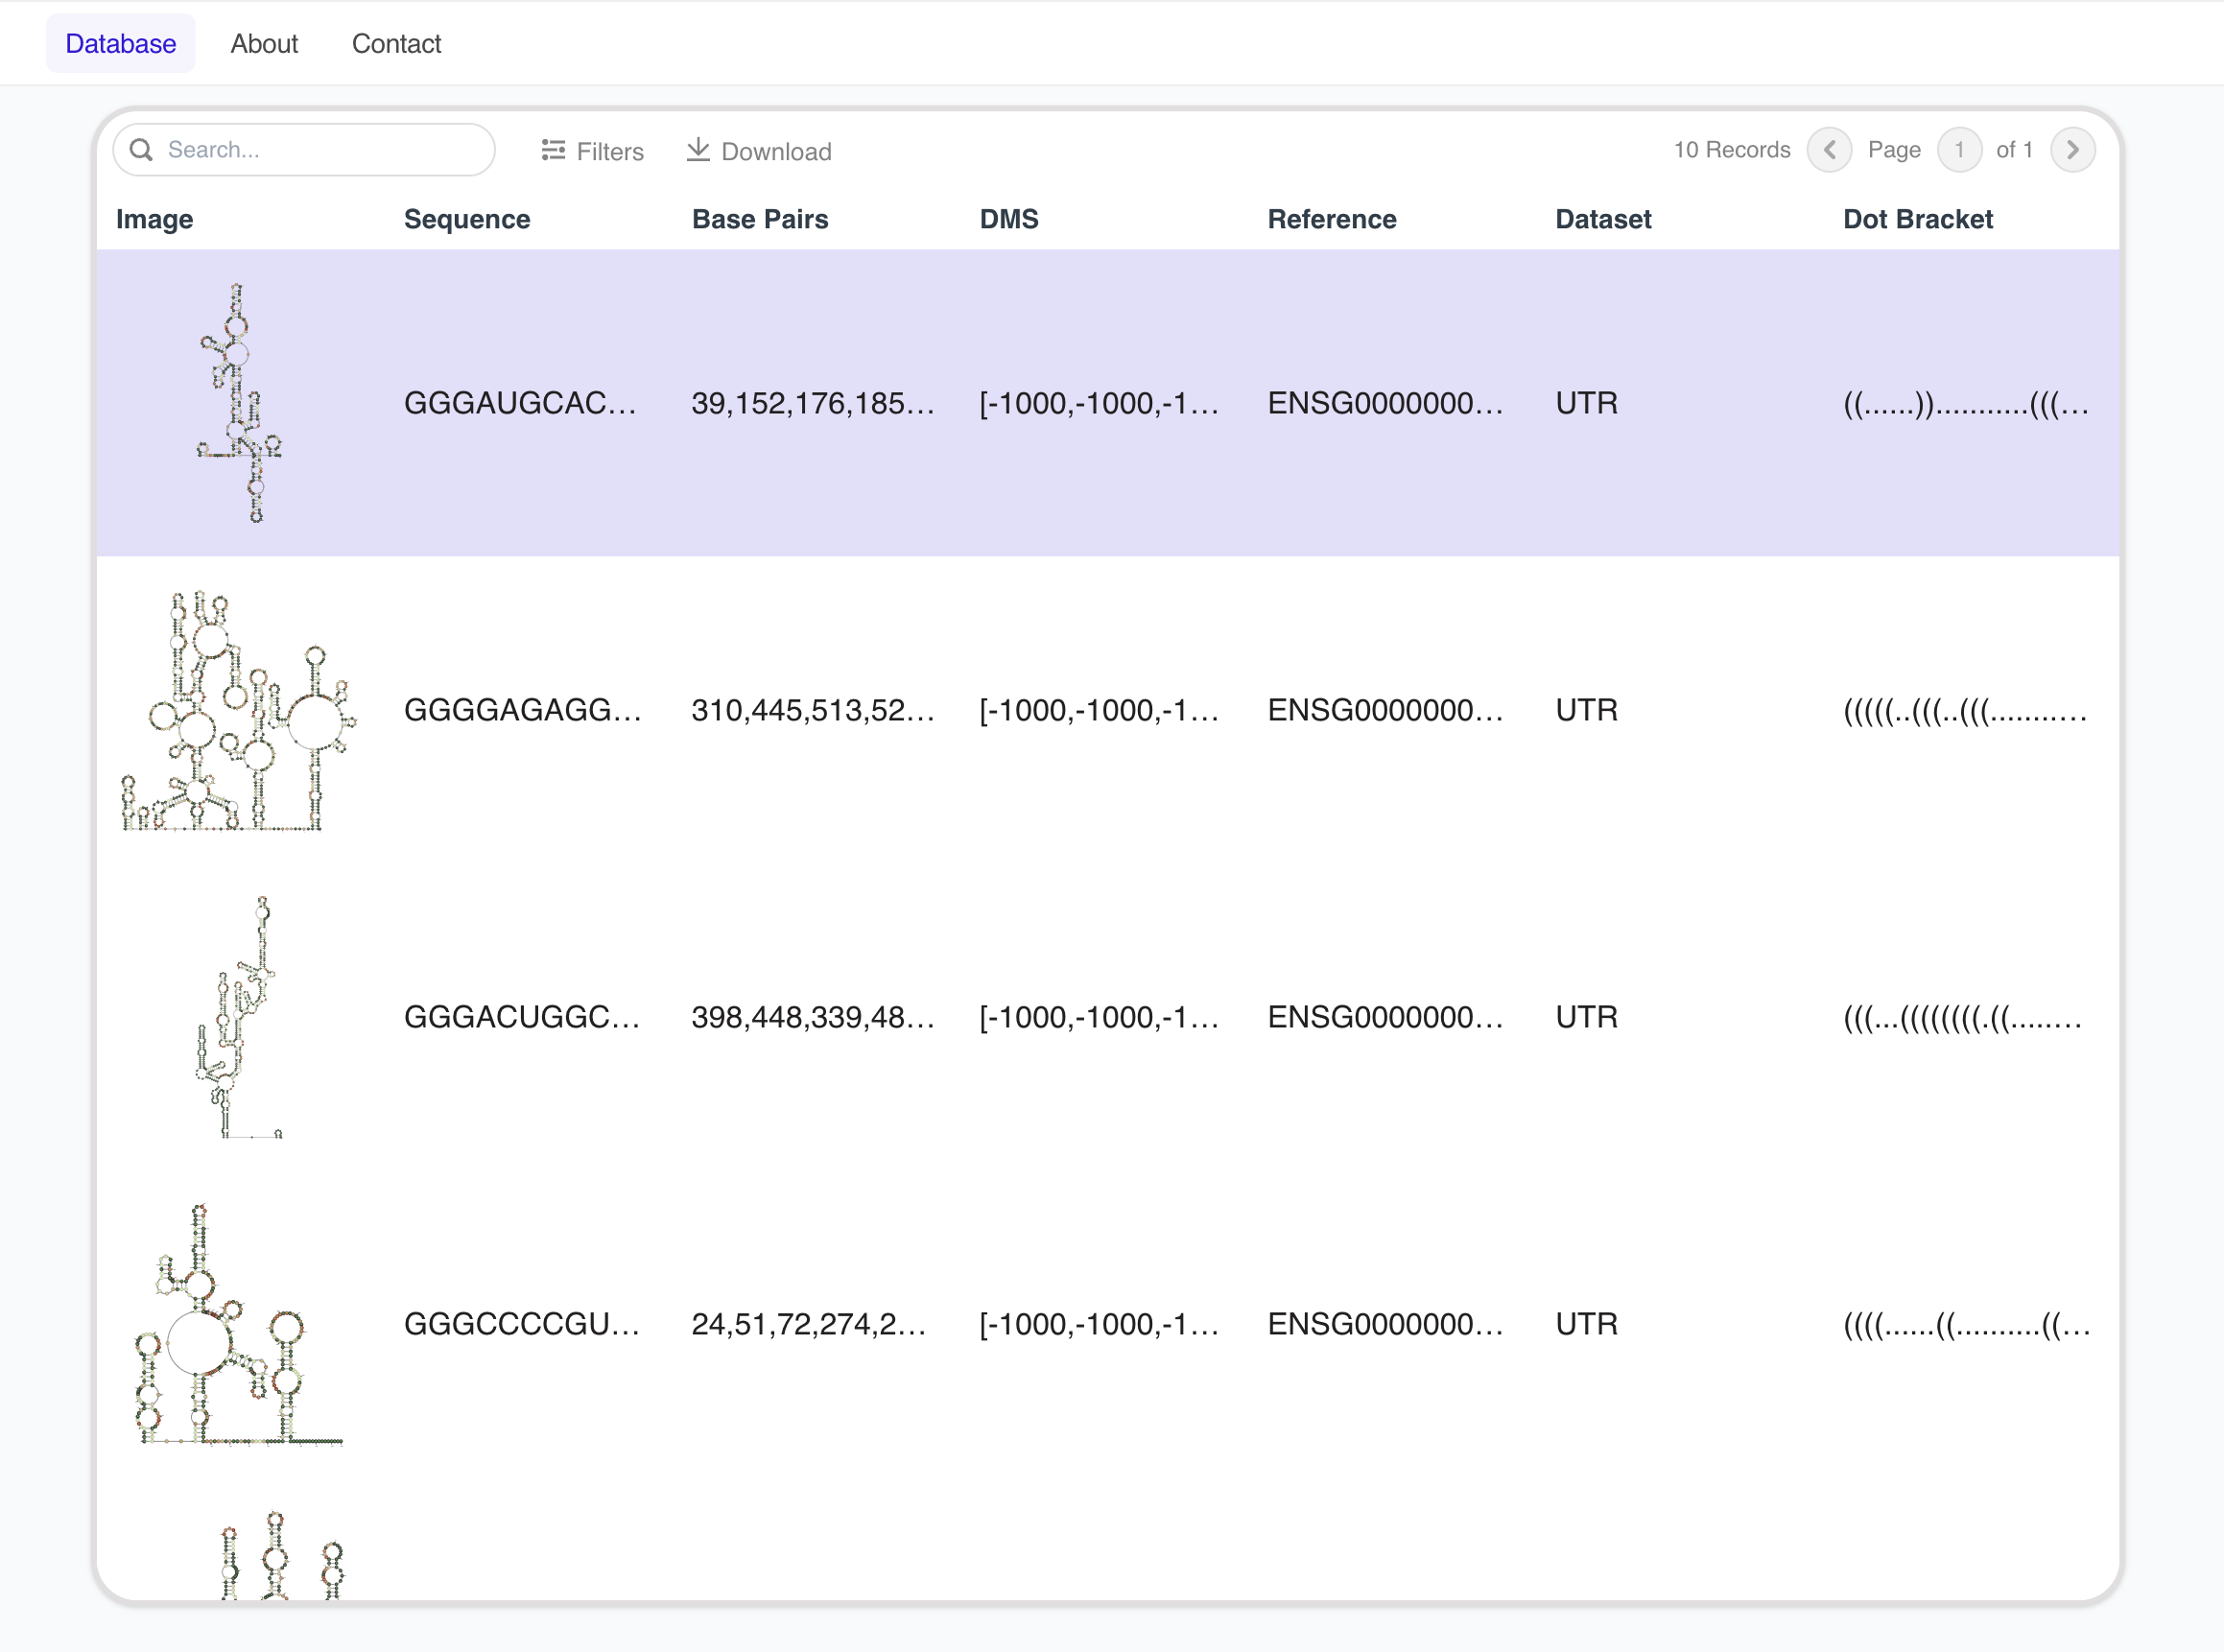 Database About Contact
Search... Filters Download 10 Records Page 1 of 1
Image Sequence Base Pairs DMS Reference Dataset Dot Bracket
GGGAUGCAC... 39,152,176,185... [-1000,-1000,-1... ENSG0000000... UTR ((......))...........(((...
GGGGAGAGG... 310,445,513,52... [-1000,-1000,-1... ENSG0000000... UTR (((((..(((..(((...........
GGGACUGGC... 398,448,339,48... [-1000,-1000,-1... ENSG0000000... UTR (((...((((((((.((........
GGGCCCCGU... 24,51,72,274,2... [-1000,-1000,-1... ENSG0000000... UTR ((((......((..........((...